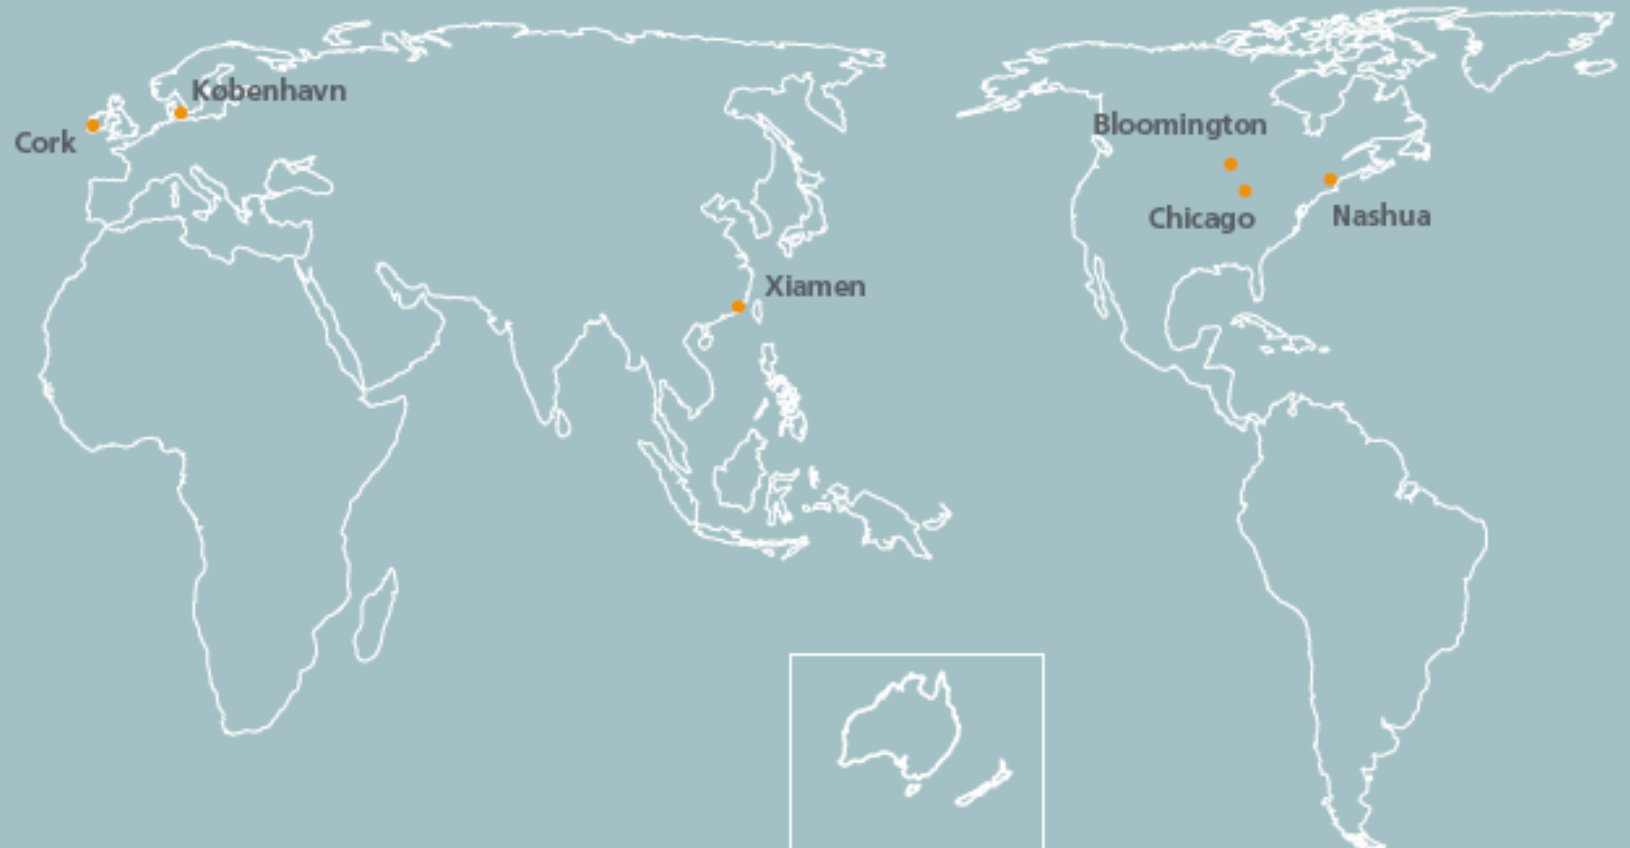 København
Cork
Bloomington
Chicago
Nashua
Xiamen